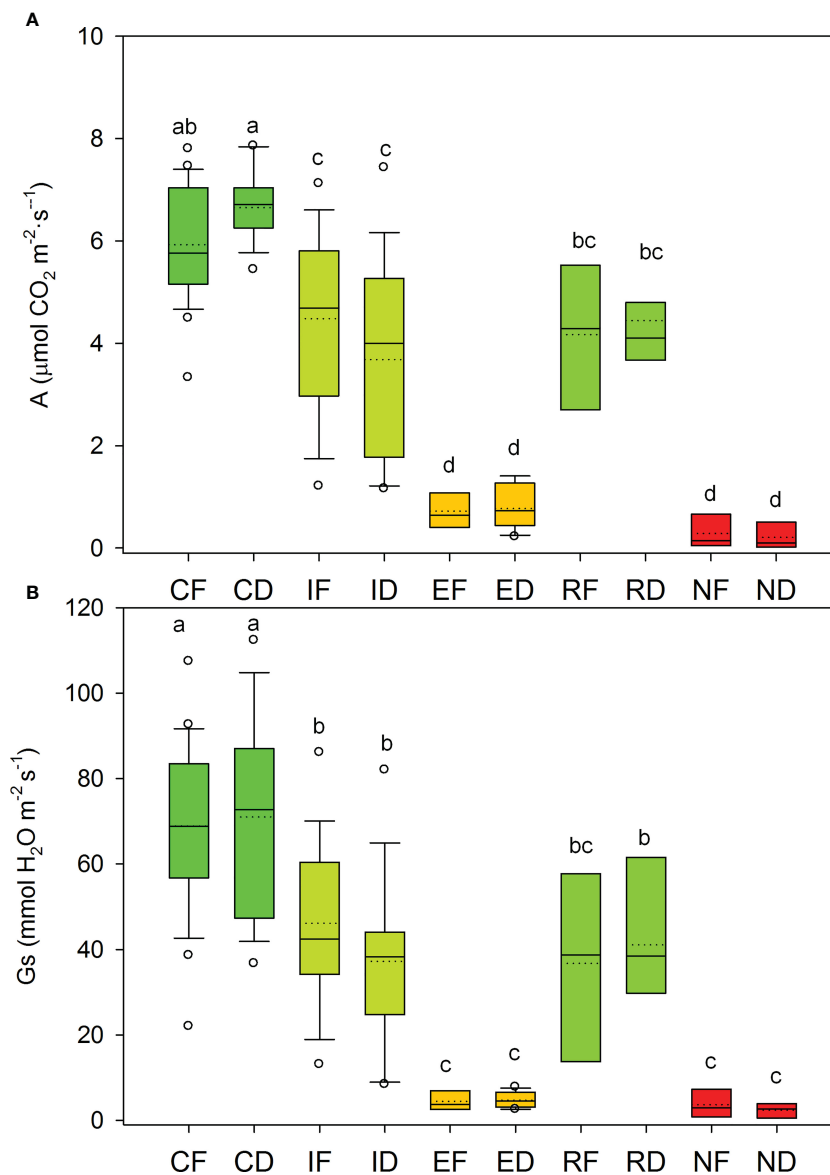 A
10
8
6
4
2
0
A (μmol CO₂ m⁻²·s⁻⁻¹)
ab a c c d d bc bc d d
CF CD IF ID EF ED RF RD NF ND
B
120
100
80
60
40
20
0
Gs (mmol H₂O m⁻² s⁻¹)
a a b b c c bc b c c
CF CD IF ID EF ED RF RD NF ND